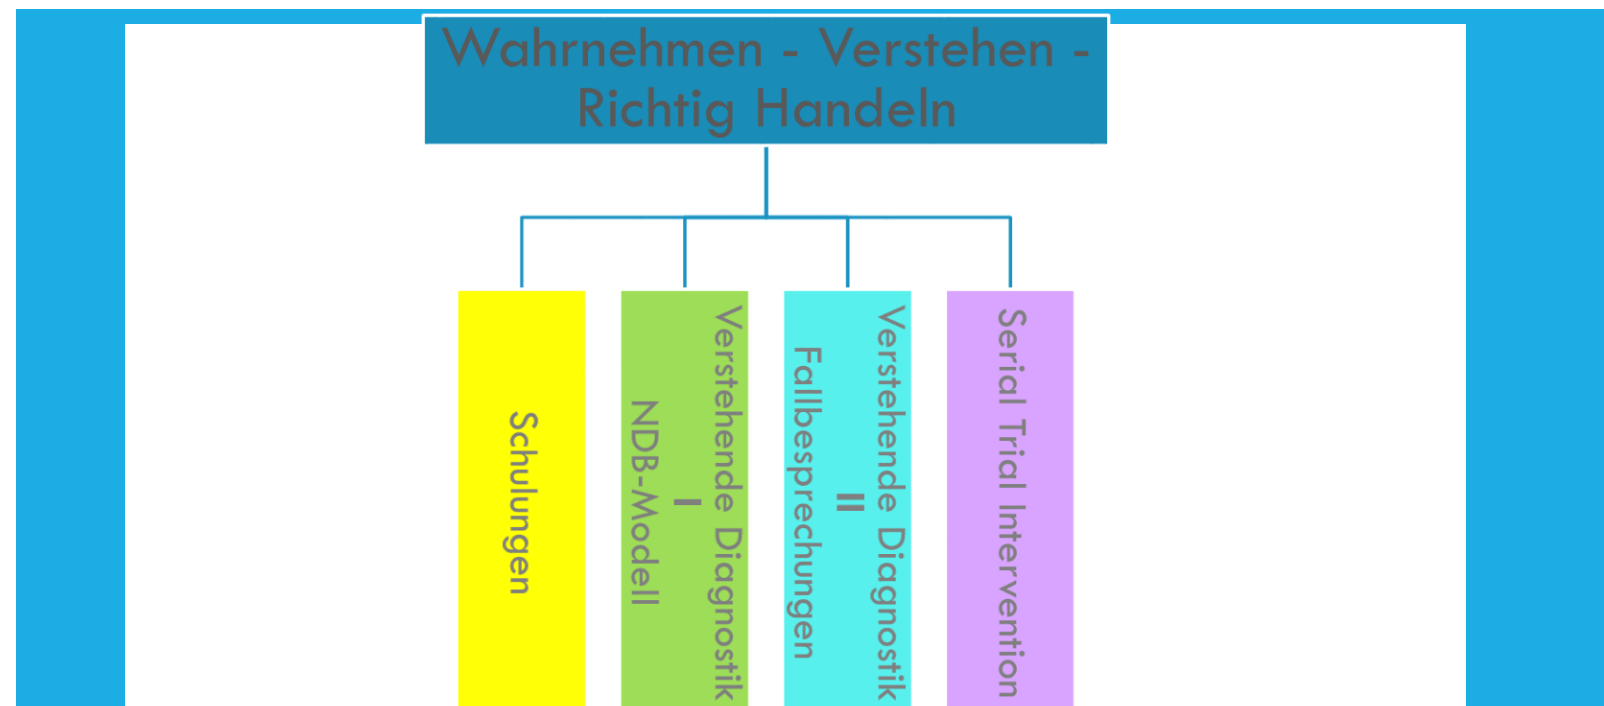 Wahrnehmen - Verstehen -
Richtig Handeln
Schulungen
Verstehende Diagnostik
I
NDB-Modell
Verstehende Diagnostik
II
Fallbesprechungen
Serial Trial Intervention